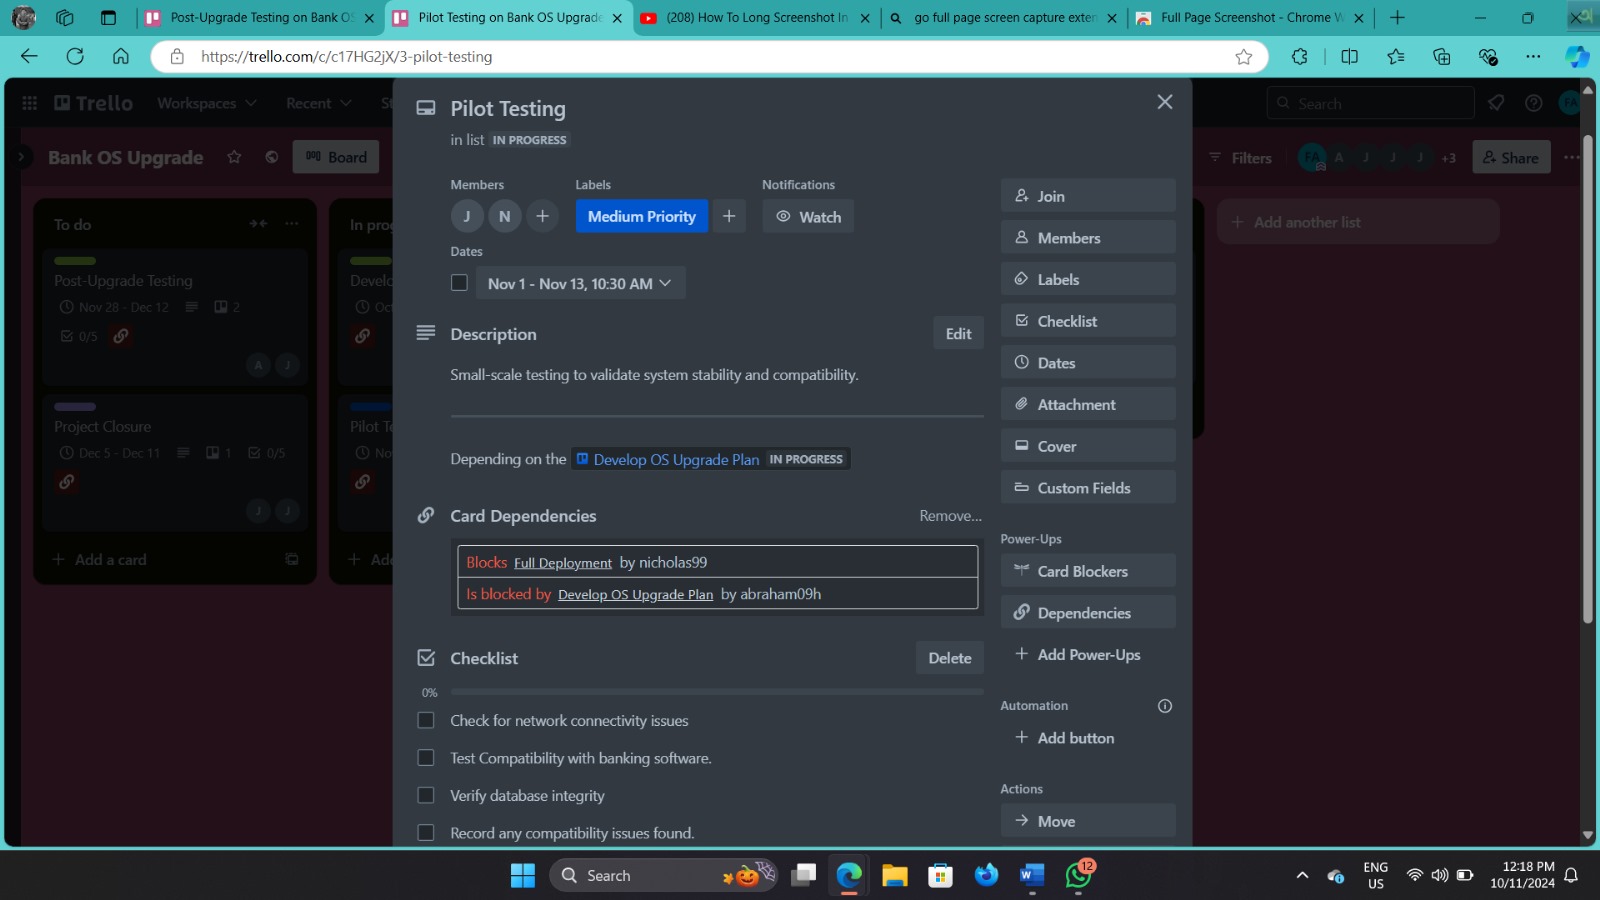 Post-Upgrade Testing on Bank OS
Pilot Testing on Bank OS Upgrade
(208) How To Long Screenshot In
go full page screen capture exten
Full Page Screenshot - Chrome W
https://trello.com/c/c17HG2jX/3-pilot-testing
Trello
Workspaces
Recent
St
Search
FA
Bank OS Upgrade
Board
Filters
FA
A
J
J
J
+3
Share
To do
Post-Upgrade Testing
Nov 28 - Dec 12
2
0/5
A
J
Project Closure
Dec 5 - Dec 11
1
0/5
J
J
Add a card
In prog
Develo
Oct
Pilot Te
No
Add
Add another list
Pilot Testing
in list IN PROGRESS
Members
Labels
Notifications
J
N
Medium Priority
Watch
Dates
Nov 1 - Nov 13, 10:30 AM
Description
Edit
Small-scale testing to validate system stability and compatibility.
Depending on the Develop OS Upgrade Plan IN PROGRESS
Card Dependencies
Remove...
Blocks Full Deployment by nicholas99
Is blocked by Develop OS Upgrade Plan by abraham09h
Checklist
Delete
0%
Check for network connectivity issues
Test Compatibility with banking software.
Verify database integrity
Record any compatibility issues found.
Join
Members
Labels
Checklist
Dates
Attachment
Cover
Custom Fields
Power-Ups
Card Blockers
Dependencies
Add Power-Ups
Automation
Add button
Actions
Move
Search
12
ENG
US
12:18 PM
10/11/2024